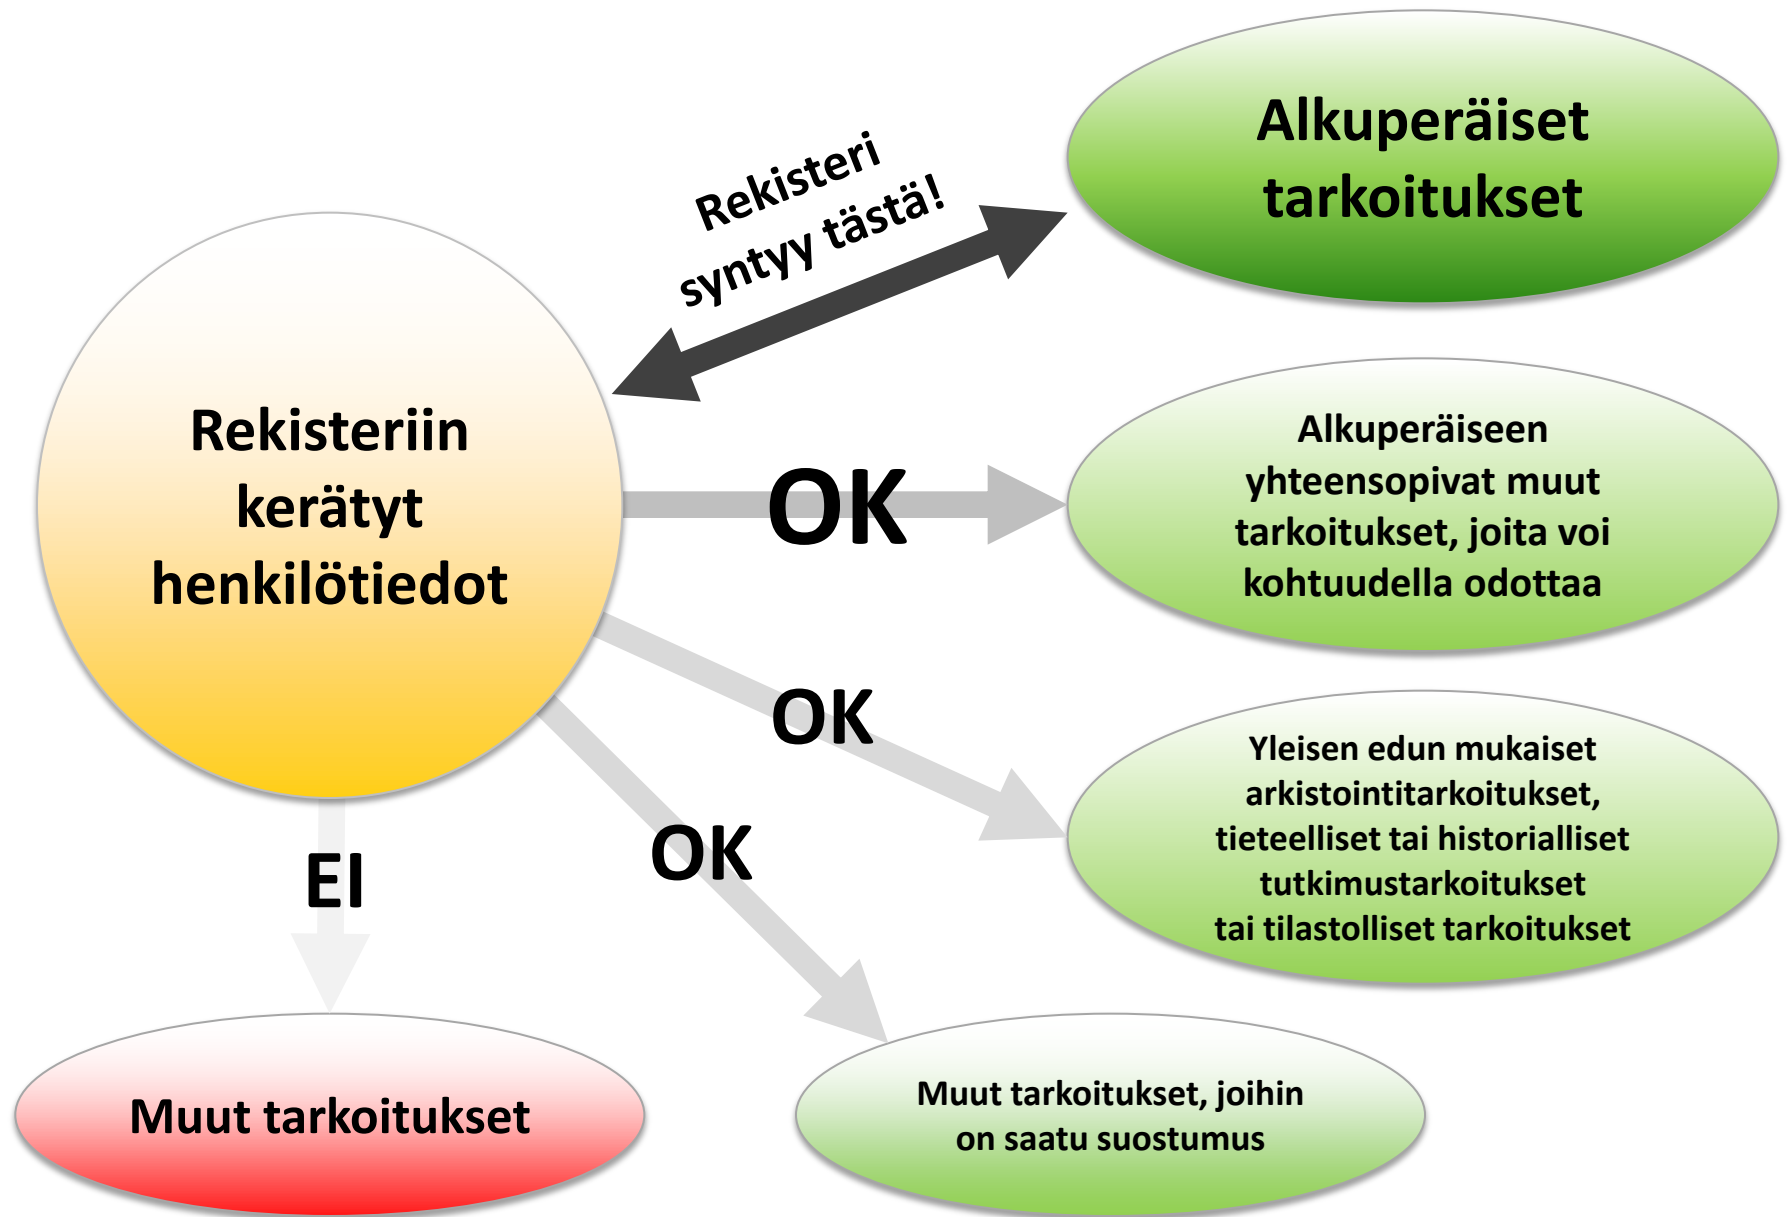 Alkuperäiset
tarkoitukset
Rekisteri
syntyy tästä!
Rekisteriin
kerätyt
henkilötiedot
OK
Alkuperäiseen
yhteensopivat muut
tarkoitukset, joita voi
kohtuudella odottaa
OK
Yleisen edun mukaiset
arkistointitarkoitukset,
tieteelliset tai historialliset
tutkimustarkoitukset
tai tilastolliset tarkoitukset
OK
EI
Muut tarkoitukset
Muut tarkoitukset, joihin
on saatu suostumus